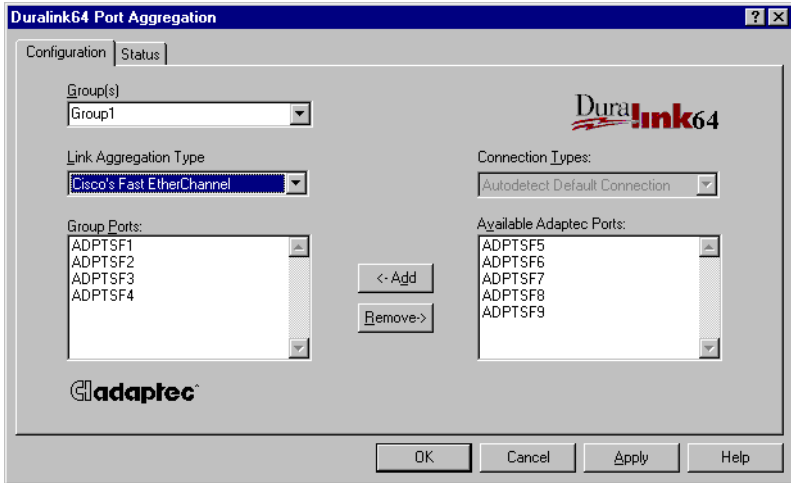 Duralink64 Port Aggregation
Configuration
Status
Group(s)
Group1
Duralink64
Link Aggregation Type
Cisco's Fast EtherChannel
Connection Types:
Autodetect Default Connection
Group Ports:
ADPTSF1
ADPTSF2
ADPTSF3
ADPTSF4
<- Add
Remove->
Available Adaptec Ports:
ADPTSF5
ADPTSF6
ADPTSF7
ADPTSF8
ADPTSF9
adaptec
OK
Cancel
Apply
Help